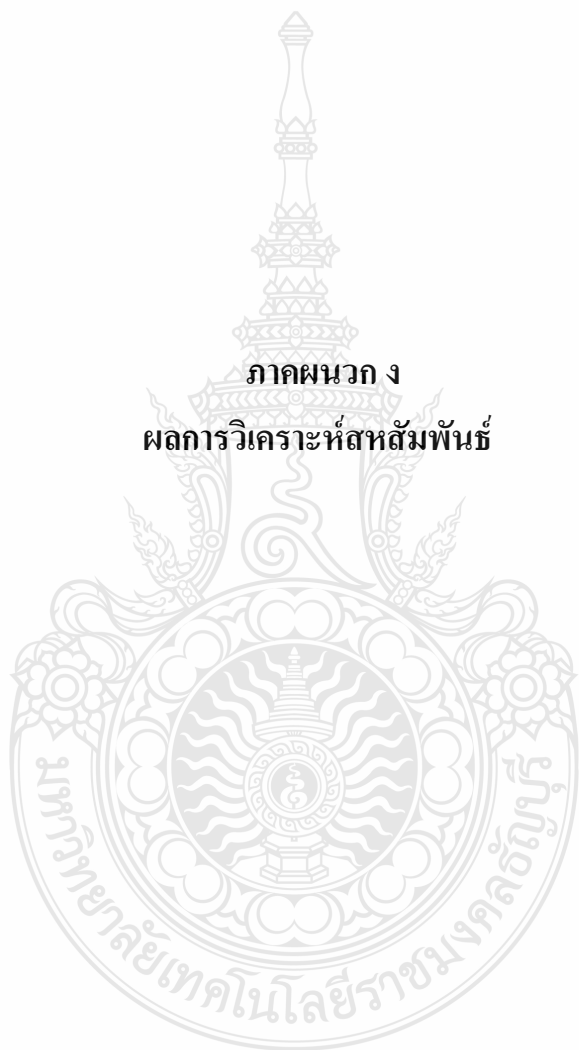 ภาคผนวก ง
ผลการวิเคราะห์สหสัมพันธ์
มหาวิทยาลัยเทคโนโลยีราชมงคลธัญบุรี